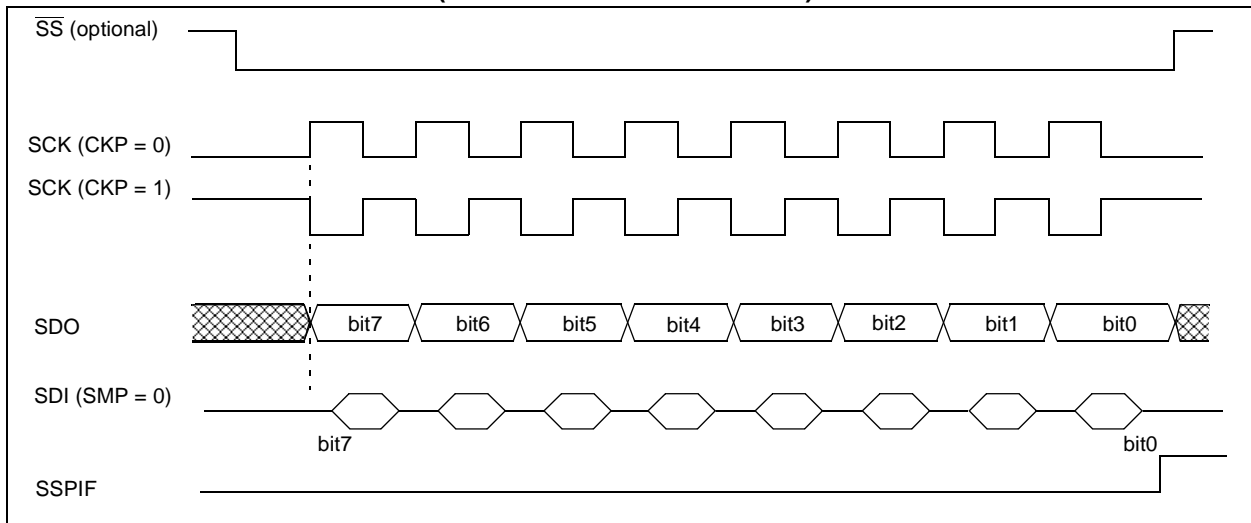 SS (optional)
SCK (CKP = 0)
SCK (CKP = 1)
SDO
bit7
bit6
bit5
bit4
bit3
bit2
bit1
bit0
SDI (SMP = 0)
bit7
bit0
SSPIF